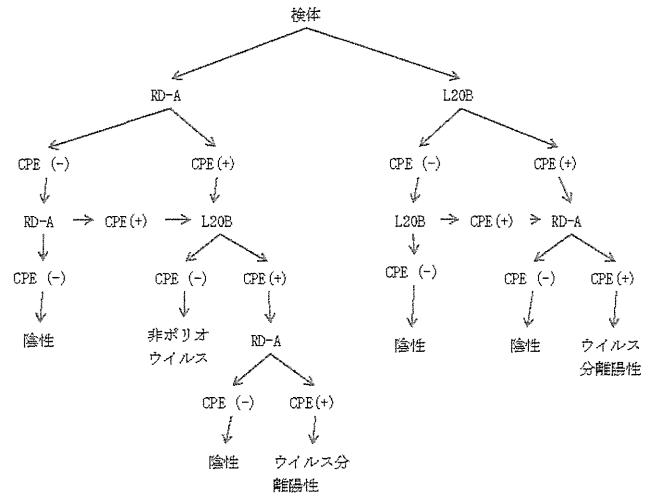 検体
RD-A L20B
CPE (-) CPE(+) CPE (-) CPE(+)
RD-A CPE(+) L20B L20B CPE(+) RD-A
CPE (-) CPE (-) CPE(+) CPE (-) CPE (-) CPE(+)
陰性 非ポリオ RD-A 陰性 陰性 ウイルス
ウイルス 分離陽性
CPE (-) CPE(+)
陰性 ウイルス分
離陽性